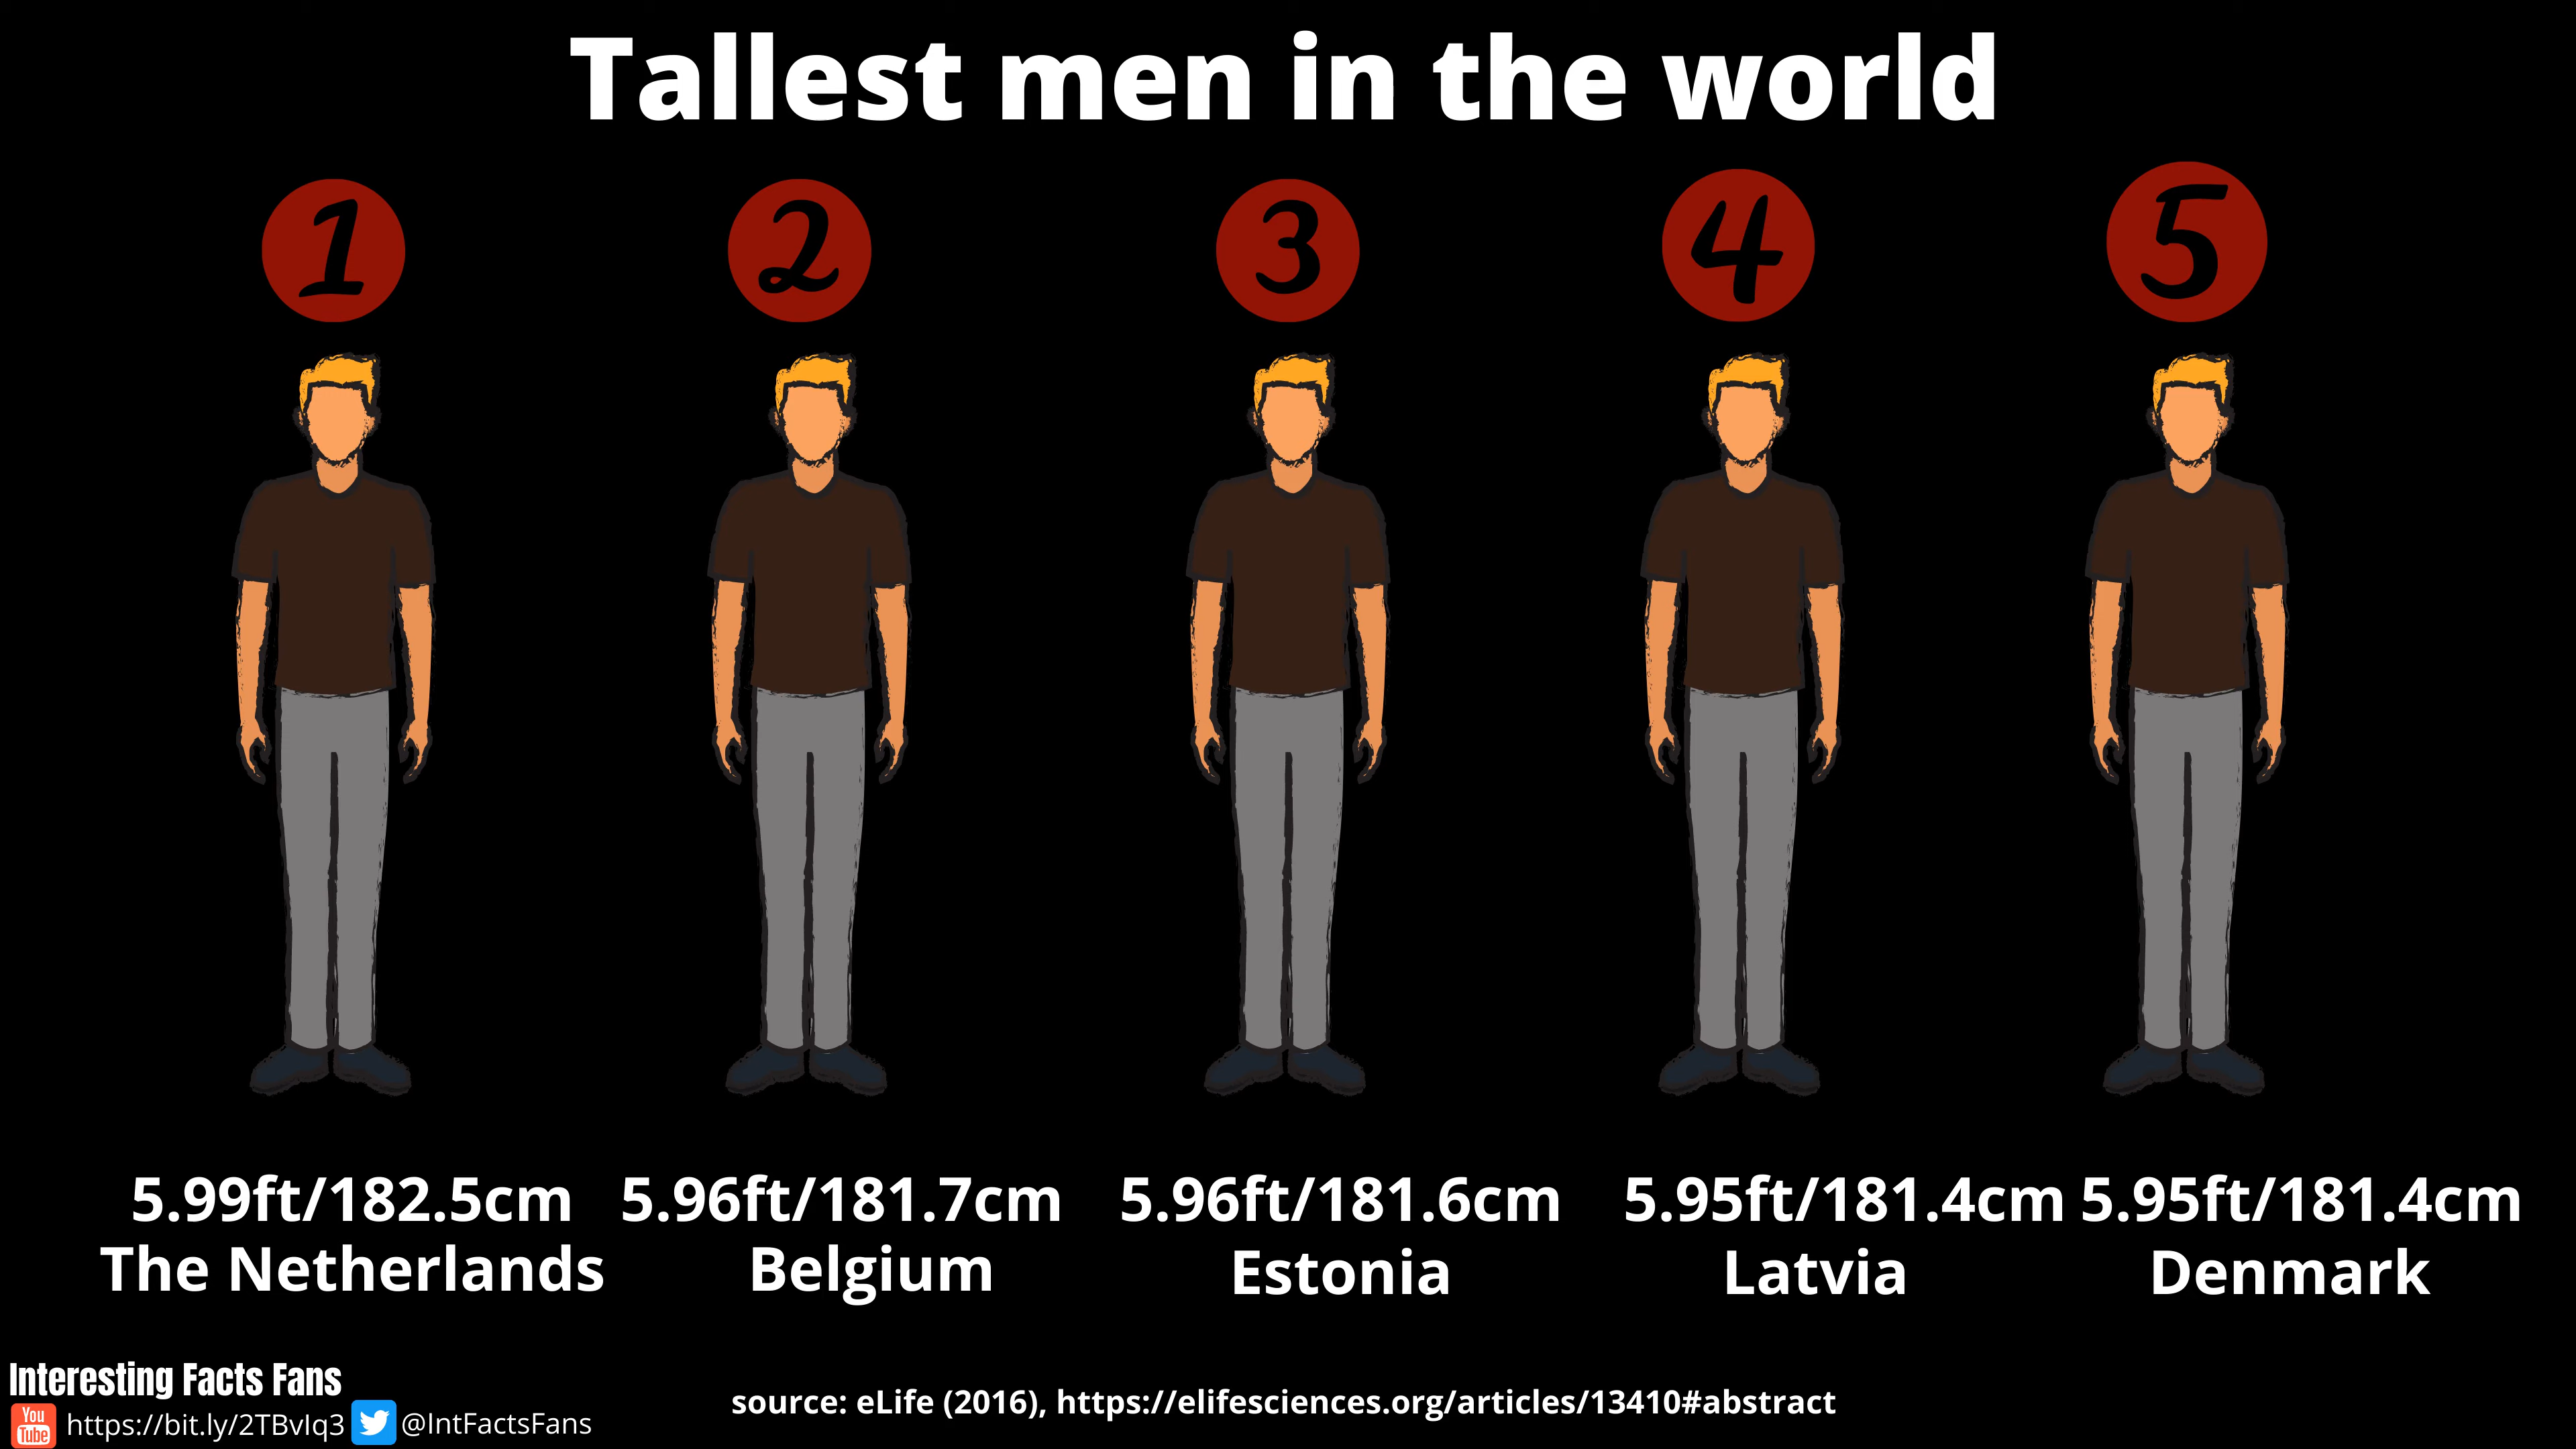 Tallest men in the world
1
2
3
4
5
5.99ft/182.5cm
The Netherlands
5.96ft/181.7cm
Belgium
5.96ft/181.6cm
Estonia
5.95ft/181.4cm
Latvia
5.95ft/181.4cm
Denmark
Interesting Facts Fans
You
Tube
https://bit.ly/2TBvIq3
@IntFactsFans
source: eLife (2016), https://elifesciences.org/articles/13410#abstract